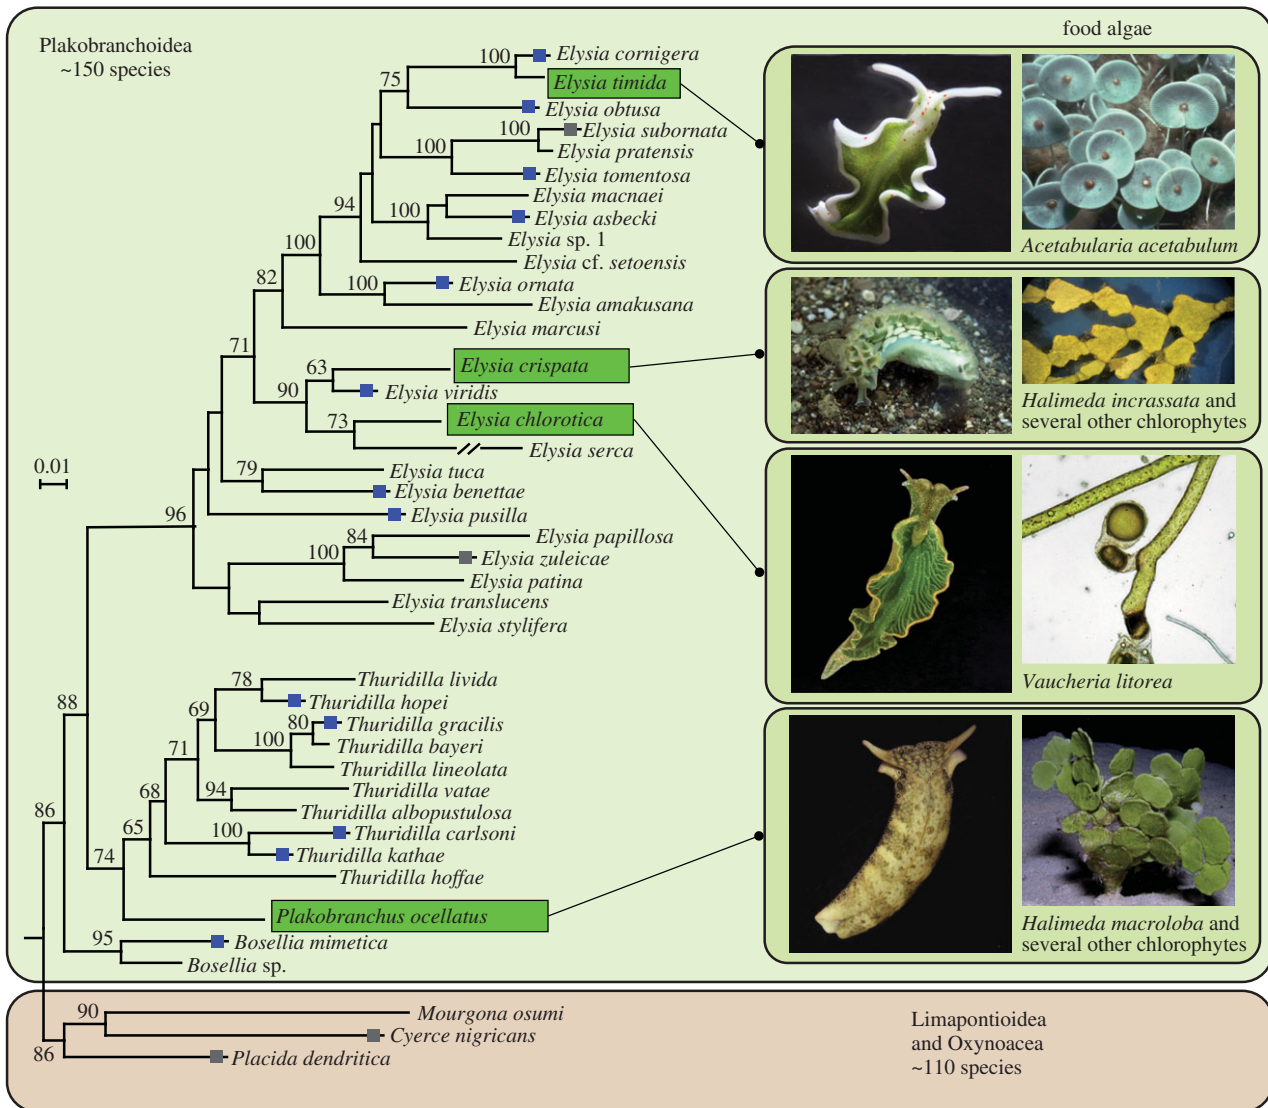 Plakobranchoidea
~150 species
food algae
100
Elysia cornigera
75
Elysia timida
Elysia obtusa
100
Elysia subornata
100
Elysia pratensis
Elysia tomentosa
Elysia macnaei
94
100
Elysia asbecki
Elysia sp. 1
100
Elysia cf. setoensis
82
100
Elysia ornata
Elysia amakusana
Elysia marcusi
71
63
Elysia crispata
90
Elysia viridis
73
Elysia chlorotica
Elysia serca
0.01
79
Elysia tuca
Elysia benettae
Elysia pusilla
96
84
Elysia papillosa
100
Elysia zuleicae
Elysia patina
Elysia translucens
Elysia stylifera
78
Thuridilla livida
88
Thuridilla hopei
69
80
Thuridilla gracilis
100
Thuridilla bayeri
71
Thuridilla lineolata
94
Thuridilla vatae
68
Thuridilla albopustulosa
86
65
100
Thuridilla carlsoni
74
Thuridilla kathae
Thuridilla hoffae
Plakobranchus ocellatus
95
Bosellia mimetica
Bosellia sp.
Acetabularia acetabulum
Halimeda incrassata and
several other chlorophytes
Vaucheria litorea
Halimeda macroloba and
several other chlorophytes
90
Mourgona osumi
Cyerce nigricans
86
Placida dendritica
Limapontioidea
and Oxynoacea
~110 species